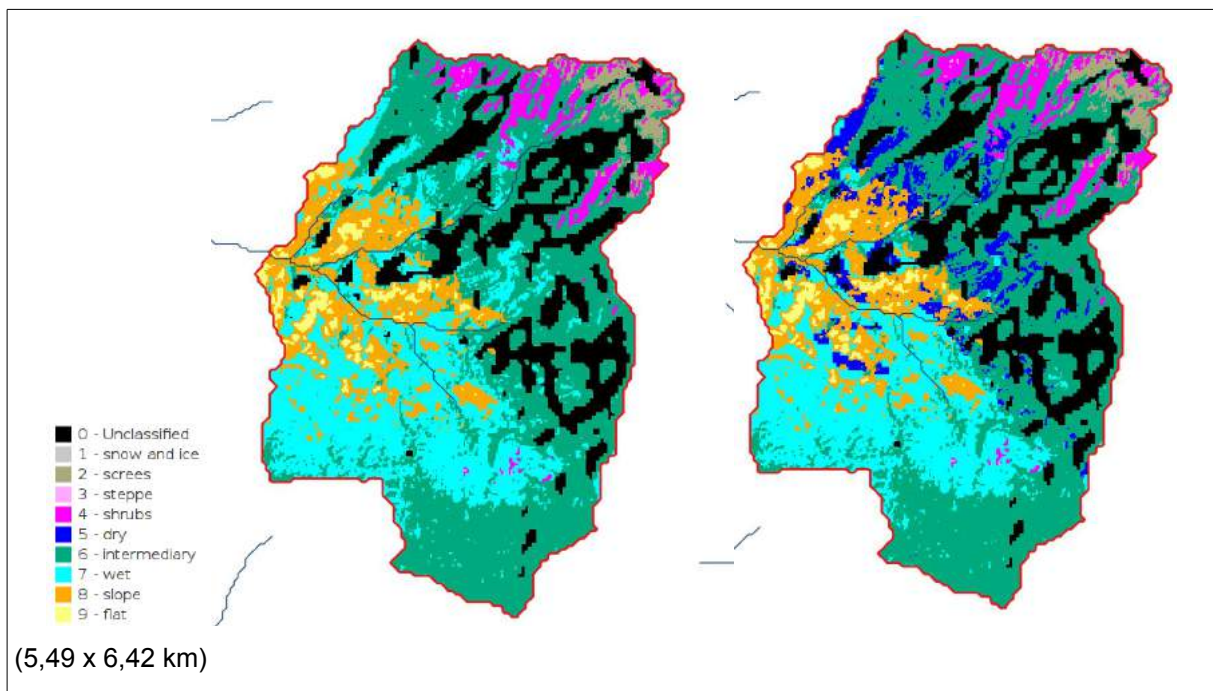 0 - Unclassified
1 - snow and ice
2 - screes
3 - steppe
4 - shrubs
5 - dry
6 - intermediary
7 - wet
8 - slope
9 - flat
(5,49 x 6,42 km)